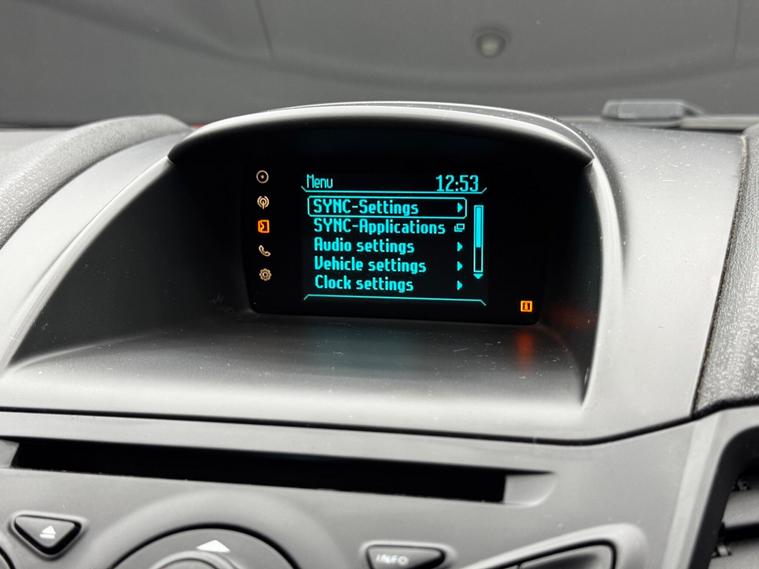 Menu 12:53
SYNC-Settings
SYNC-Applications
Audio settings
Vehicle settings
Clock settings
INFO